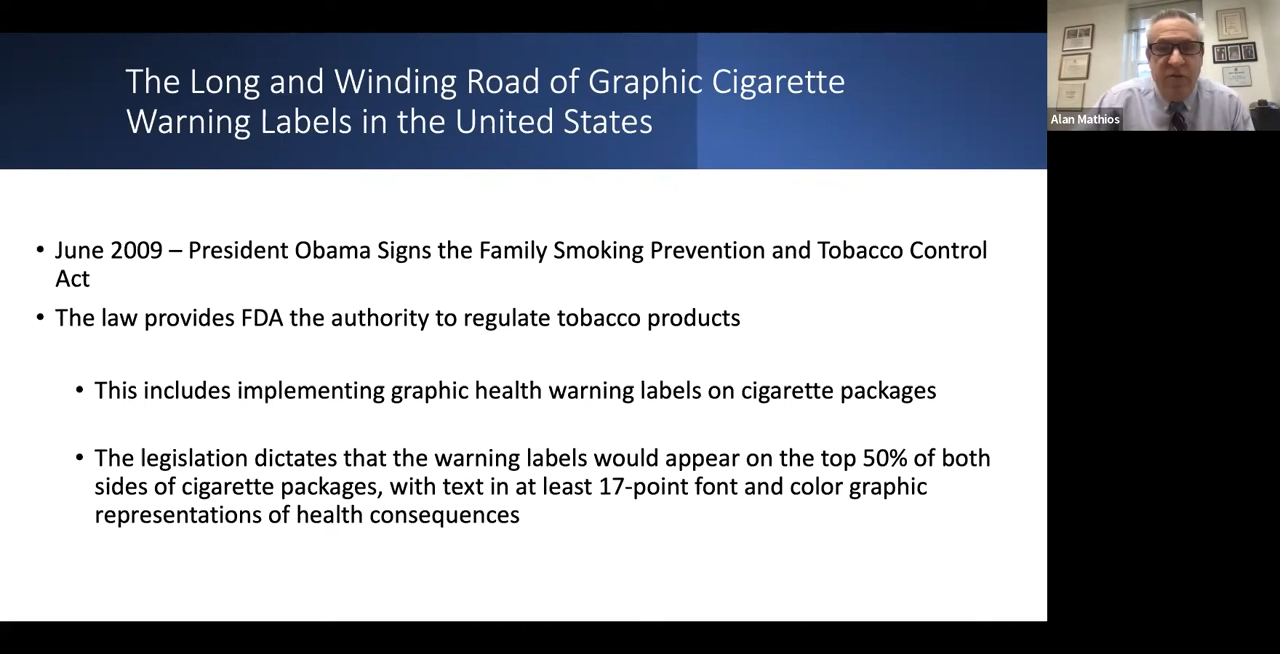 The Long and Winding Road of Graphic Cigarette
Warning Labels in the United States
• June 2009 – President Obama Signs the Family Smoking Prevention and Tobacco Control
Act
• The law provides FDA the authority to regulate tobacco products
• This includes implementing graphic health warning labels on cigarette packages
• The legislation dictates that the warning labels would appear on the top 50% of both
sides of cigarette packages, with text in at least 17-point font and color graphic
representations of health consequences
Alan Mathios